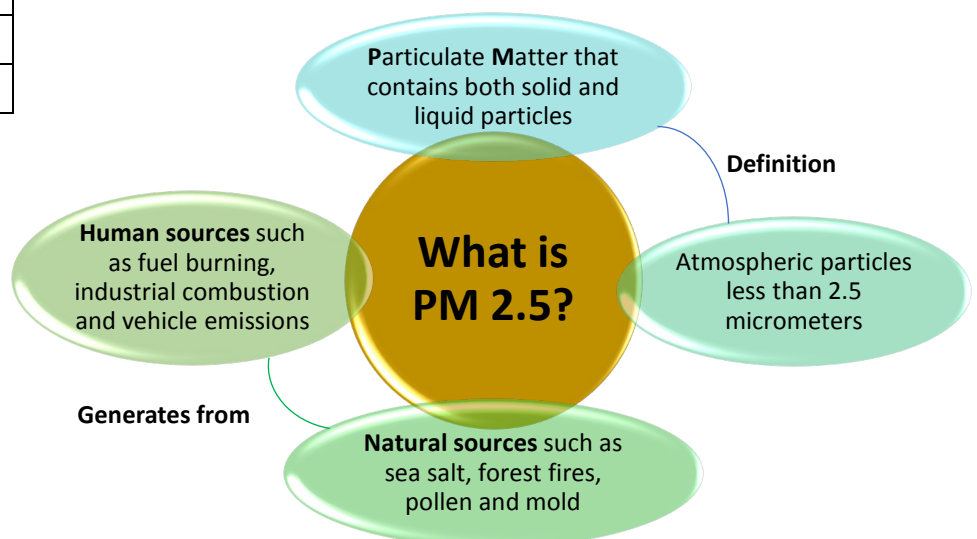 Particulate Matter that
contains both solid and
liquid particles
Definition
What is
PM 2.5?
Human sources such
as fuel burning,
industrial combustion
and vehicle emissions
Atmospheric particles
less than 2.5
micrometers
Generates from
Natural sources such as
sea salt, forest fires,
pollen and mold